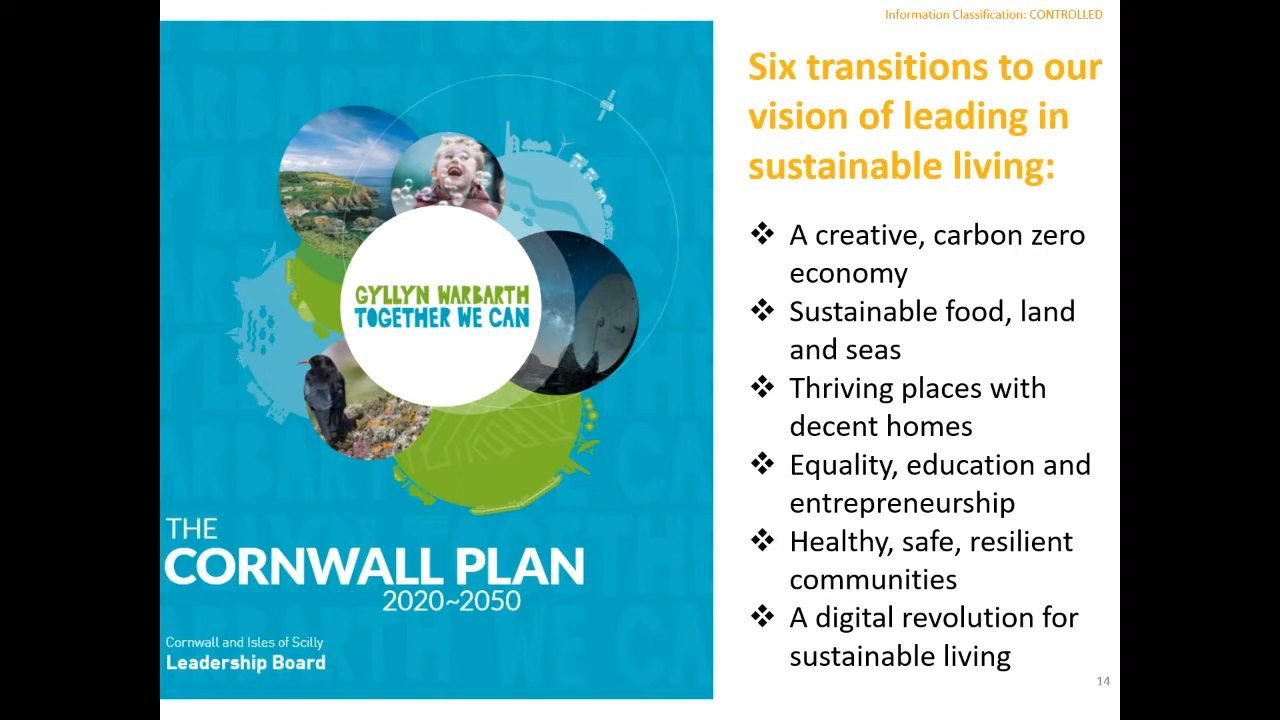 Information Classification: CONTROLLED
Six transitions to our
vision of leading in
sustainable living:
❖ A creative, carbon zero
economy
❖ Sustainable food, land
and seas
❖ Thriving places with
decent homes
❖ Equality, education and
entrepreneurship
❖ Healthy, safe, resilient
communities
❖ A digital revolution for
sustainable living
14
GYLLYN WARBARTH
TOGETHER WE CAN
THE
CORNWALL PLAN
2020~2050
Cornwall and Isles of Scilly
Leadership Board